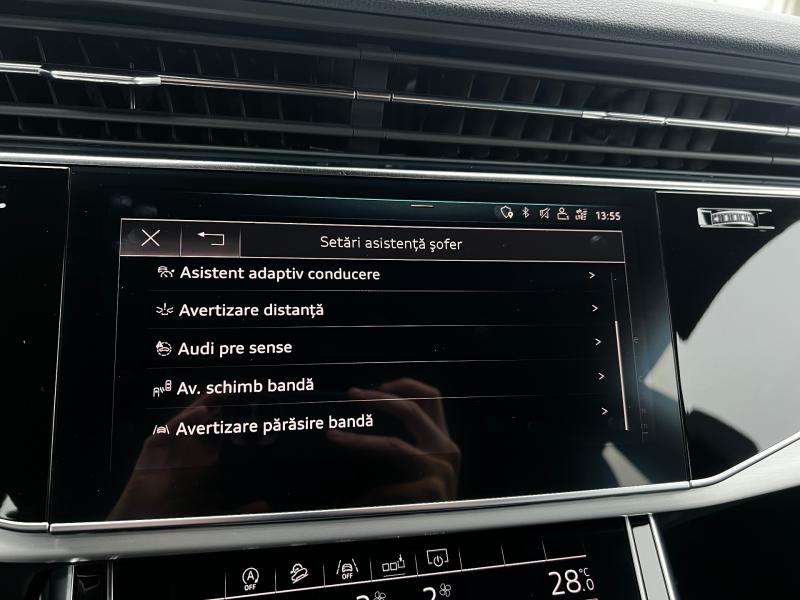 13:55
Setări asistență șofer
Asistent adaptiv conducere
Avertizare distanță
Audi pre sense
Av. schimb bandă
Avertizare părăsire bandă
OFF
OFF
28.0°C